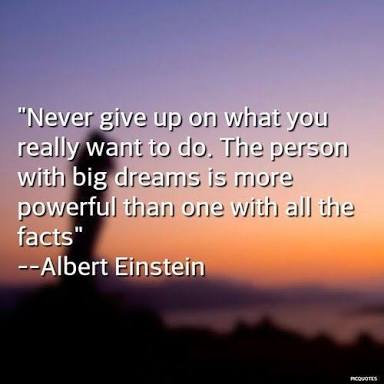 "Never give up on what you
really want to do. The person
with big dreams is more
powerful than one with all the
facts"
--Albert Einstein
PICQUOTES